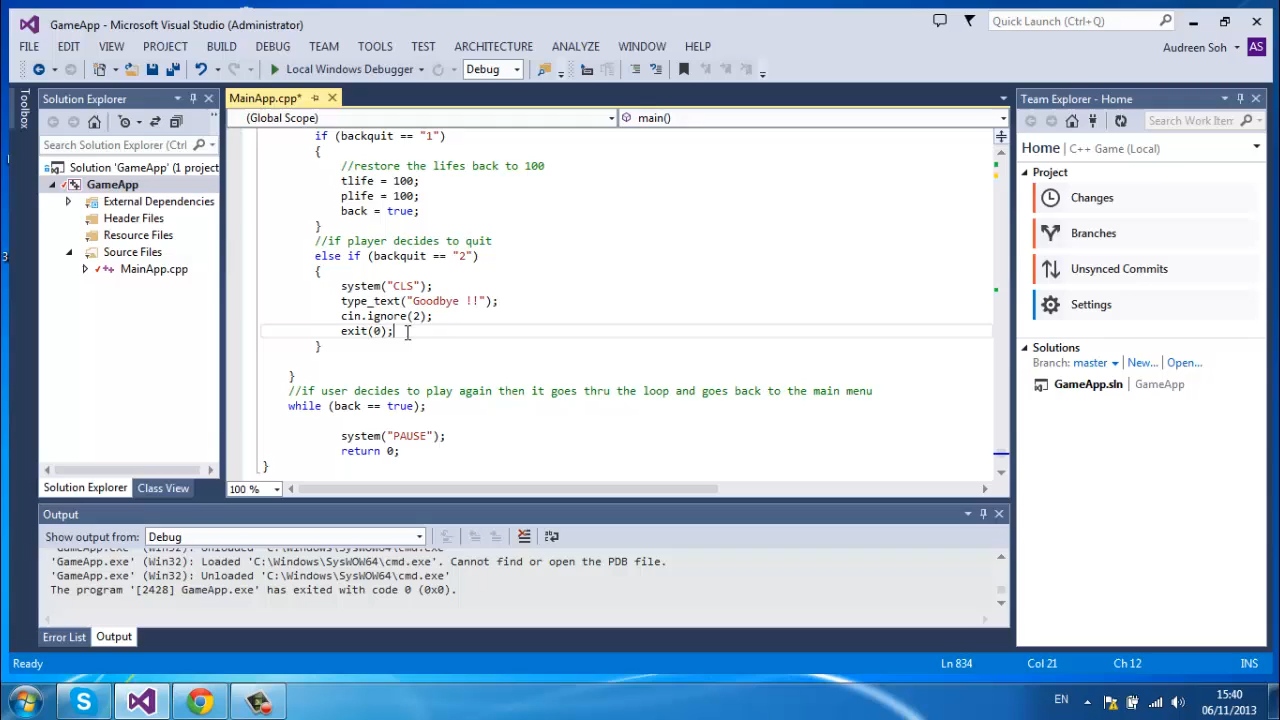 GameApp - Microsoft Visual Studio (Administrator)
Quick Launch (Ctrl+Q)
FILE EDIT VIEW PROJECT BUILD DEBUG TEAM TOOLS TEST ARCHITECTURE ANALYZE WINDOW HELP
Audreen Soh AS
Local Windows Debugger Debug
Toolbox
Solution Explorer
Search Solution Explorer (Ctrl+
Solution 'GameApp' (1 project
GameApp
External Dependencies
Header Files
Resource Files
Source Files
MainApp.cpp
Solution Explorer Class View
MainApp.cpp*
(Global Scope) main()
if (backquit == "1")
{
//restore the lifes back to 100
tlife = 100;
plife = 100;
back = true;
}
//if player decides to quit
else if (backquit == "2")
{
system("CLS");
type_text("Goodbye !!");
cin.ignore(2);
exit(0);
}
}
//if user decides to play again then it goes thru the loop and goes back to the main menu
while (back == true);
system("PAUSE");
return 0;
}
100 %
Team Explorer - Home
Search Work Iten
Home | C++ Game (Local)
Project
Changes
Branches
Unsynced Commits
Settings
Solutions
Branch: master New... Open...
GameApp.sln GameApp
Output
Show output from: Debug
'GameApp.exe' (Win32): Unloaded 'C:\Windows\SysWOW64\cmd.exe'
'GameApp.exe' (Win32): Loaded 'C:\Windows\SysWOW64\cmd.exe'. Cannot find or open the PDB file.
'GameApp.exe' (Win32): Unloaded 'C:\Windows\SysWOW64\cmd.exe'
The program '[2428] GameApp.exe' has exited with code 0 (0x0).
Error List Output
Ready Ln 834 Col 21 Ch 12 INS
EN
15:40
06/11/2013